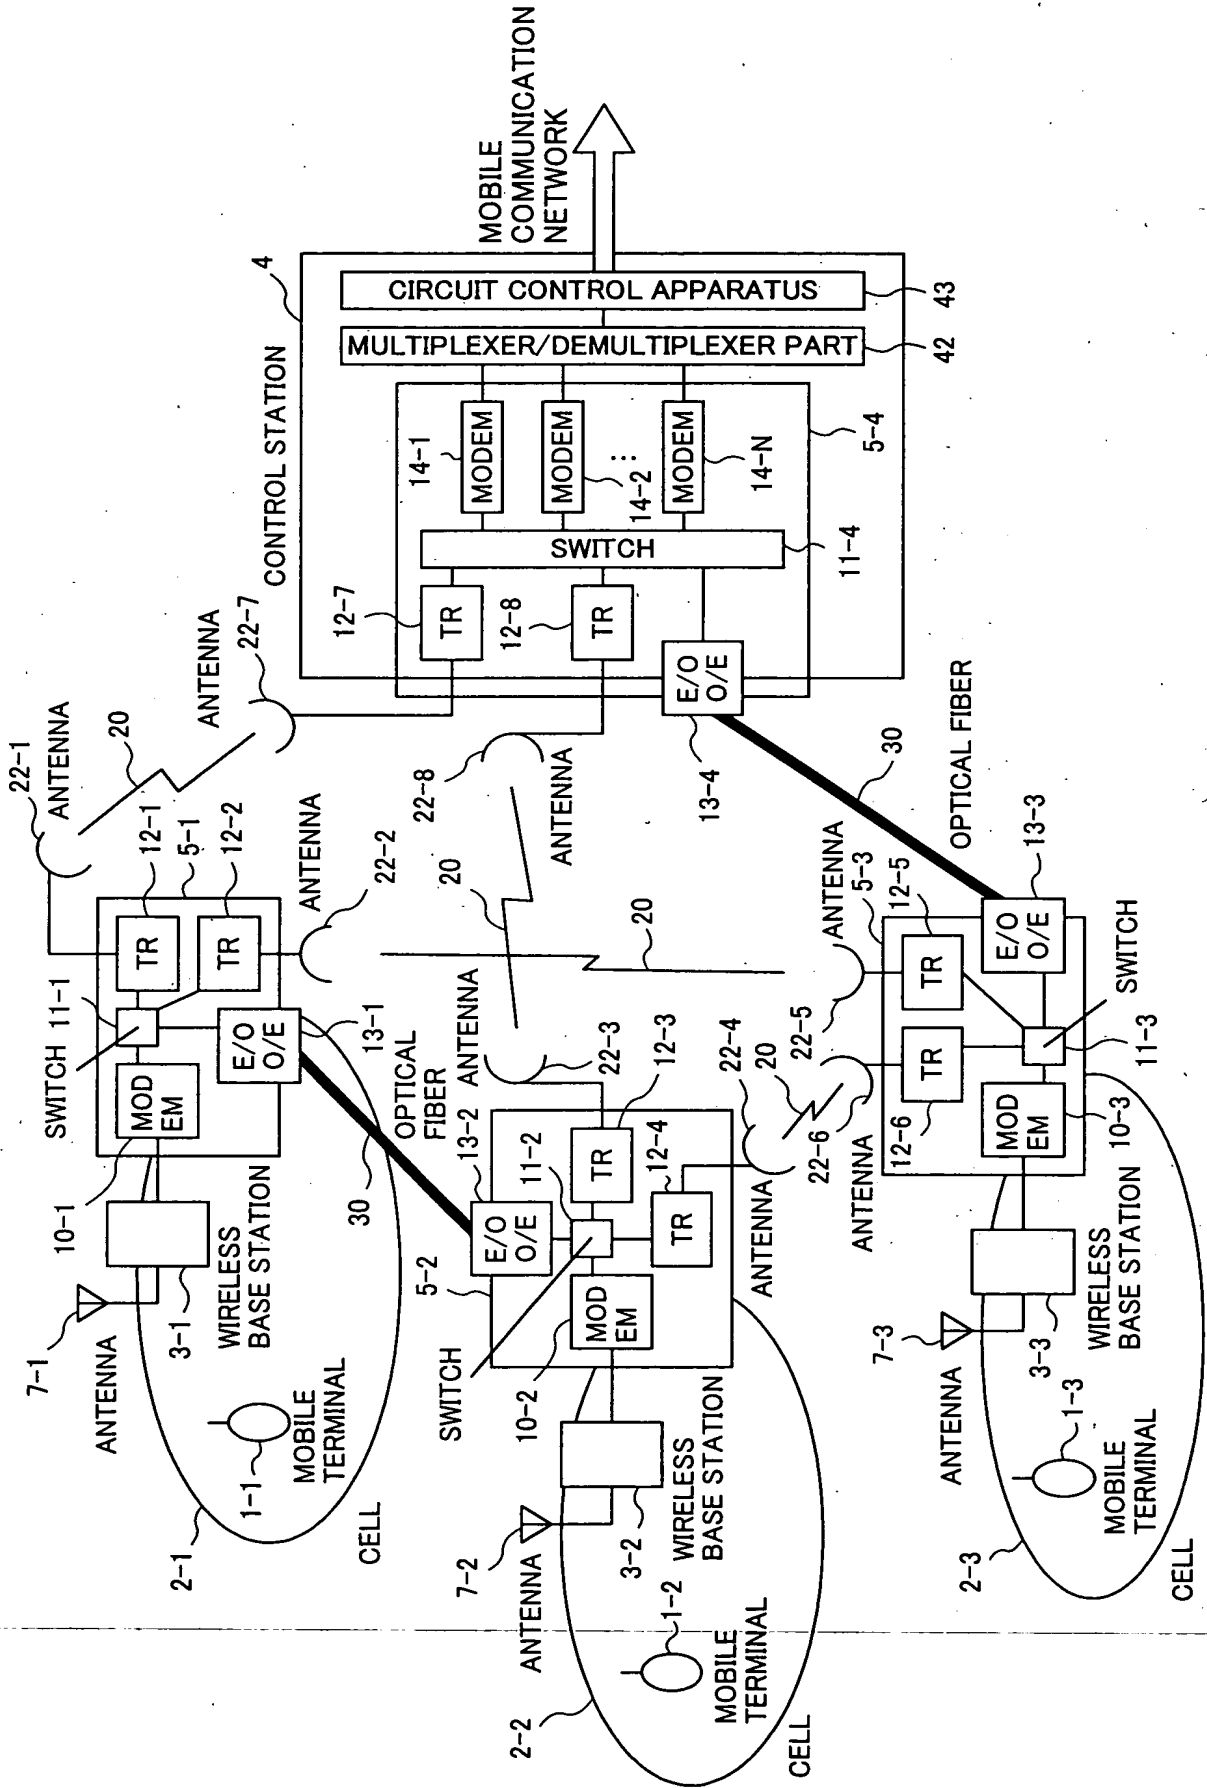 MOBILE
COMMUNICATION
NETWORK
4
CONTROL STATION
CIRCUIT CONTROL APPARATUS
43
MULTIPLEXER/DEMULTIPLEXER PART
42
14-1
MODEM
MODEM
14-2
...
MODEM
14-N
5-4
SWITCH
11-4
12-7
TR
12-8
TR
E/O
O/E
13-4
22-7
ANTENNA
22-1
ANTENNA
20
22-8
ANTENNA
30
OPTICAL FIBER
12-1
5-1
12-2
TR
TR
ANTENNA
22-2
11-1
SWITCH
MOD
EM
E/O
O/E
13-1
10-1
20
20
ANTENNA
22-3
OPTICAL
FIBER
30
13-2
E/O
O/E
11-2
12-3
TR
12-4
TR
5-2
SWITCH
MOD
EM
10-2
22-4
ANTENNA
20
22-5
ANTENNA
22-6
ANTENNA
5-3
12-5
TR
12-6
TR
13-3
E/O
O/E
SWITCH
11-3
MOD
EM
10-3
7-1
ANTENNA
3-1
WIRELESS
BASE STATION
1-1
MOBILE
TERMINAL
2-1
CELL
7-2
ANTENNA
3-2
WIRELESS
BASE STATION
1-2
MOBILE
TERMINAL
2-2
CELL
7-3
ANTENNA
3-3
WIRELESS
BASE STATION
1-3
MOBILE
TERMINAL
2-3
CELL